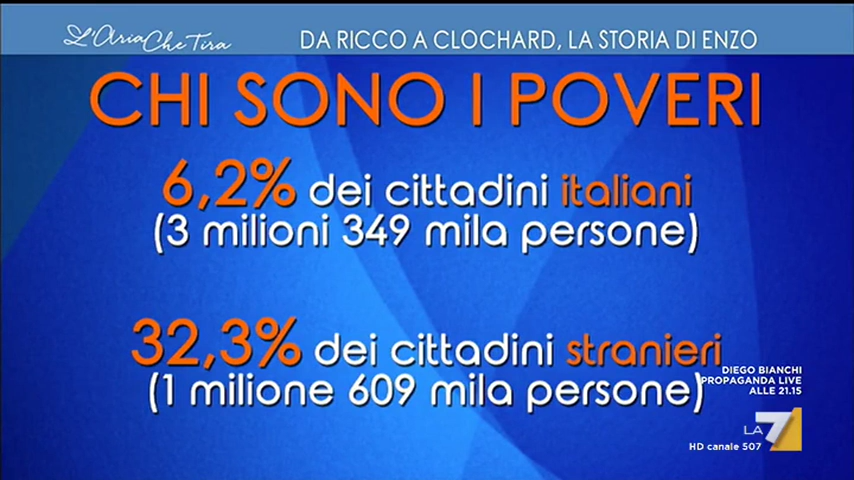 L'Aria Che Tira
DA RICCO A CLOCHARD, LA STORIA DI ENZO
CHI SONO I POVERI
6,2% dei cittadini italiani
(3 milioni 349 mila persone)
32,3% dei cittadini stranieri
(1 milione 609 mila persone)
DIEGO BIANCHI
PROPAGANDA LIVE
ALLE 21.15
LA7
HD canale 507